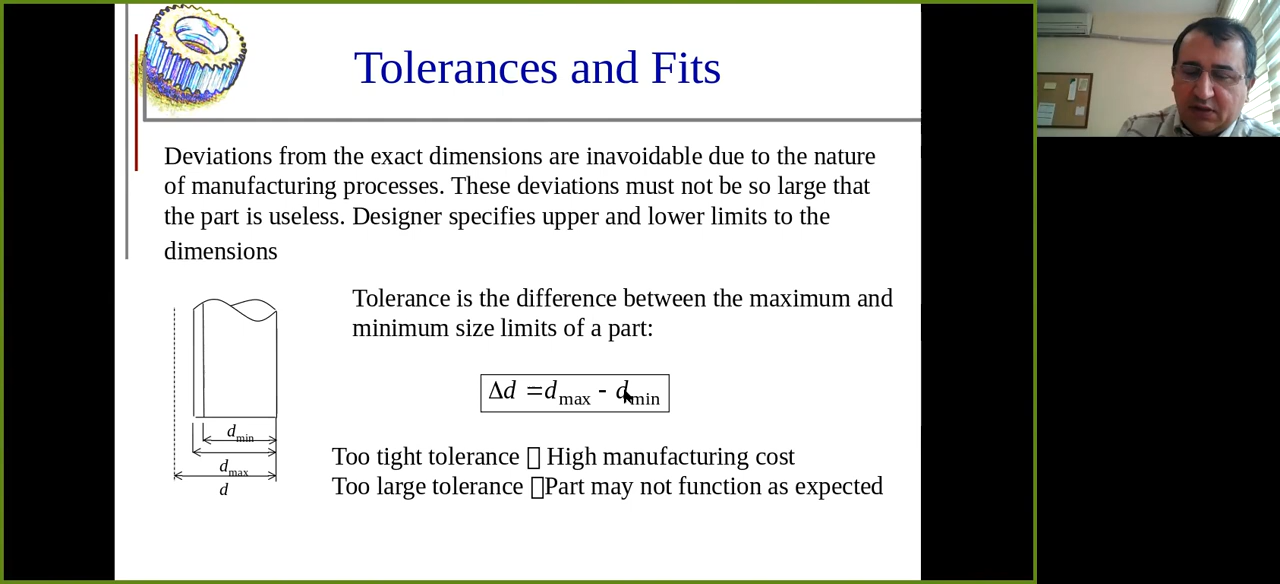 Tolerances and Fits
Deviations from the exact dimensions are inavoidable due to the nature
of manufacturing processes. These deviations must not be so large that
the part is useless. Designer specifies upper and lower limits to the
dimensions
Tolerance is the difference between the maximum and
minimum size limits of a part:
Δd =dmax - dmin
dmin
dmax
d
Too tight tolerance  High manufacturing cost
Too large tolerance Part may not function as expected